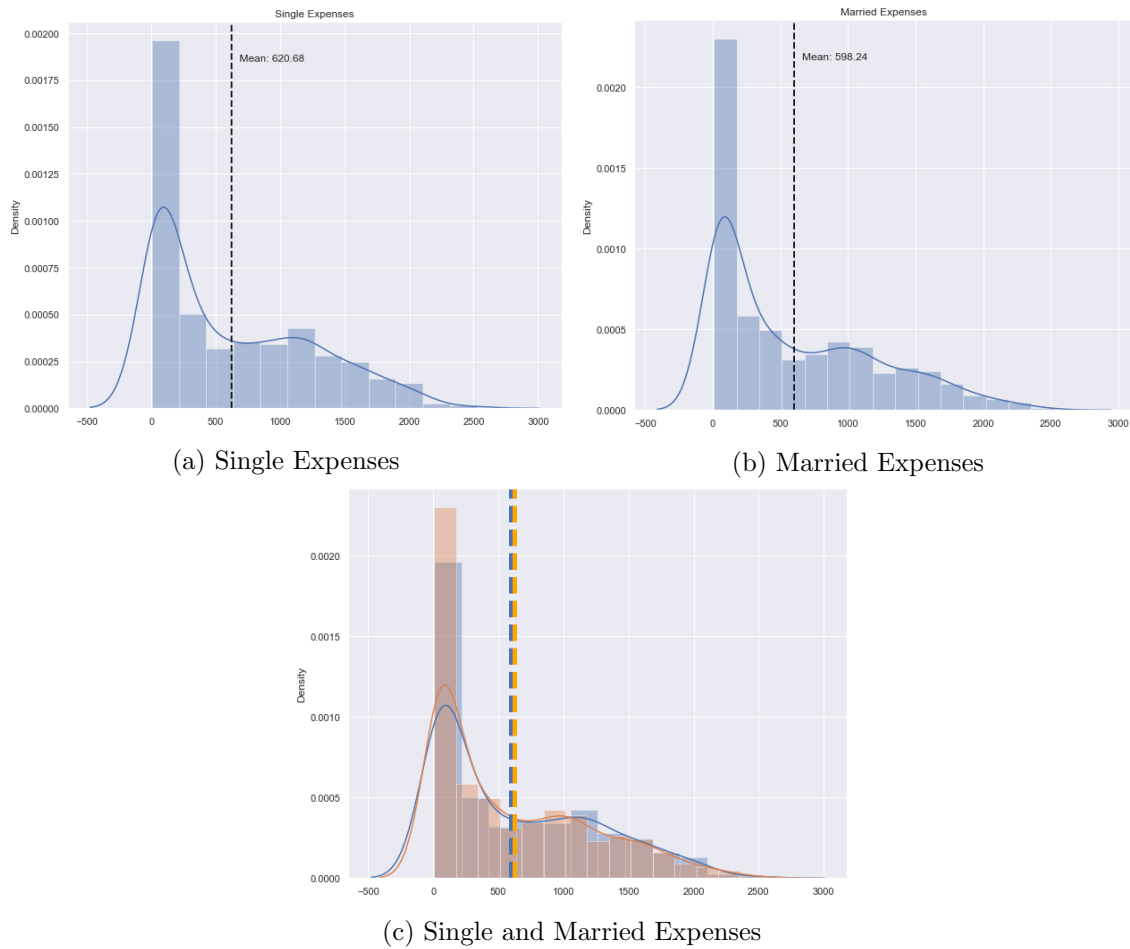 Single Expenses
Mean: 620.68
Density
0.00200
0.00175
0.00150
0.00125
0.00100
0.00075
0.00050
0.00025
0.00000
−500 0 500 1000 1500 2000 2500 3000
(a) Single Expenses
Married Expenses
Mean: 598.24
Density
0.0020
0.0015
0.0010
0.0005
0.0000
−500 0 500 1000 1500 2000 2500 3000
(b) Married Expenses
Density
0.0020
0.0015
0.0010
0.0005
0.0000
−500 0 500 1000 1500 2000 2500 3000
(c) Single and Married Expenses